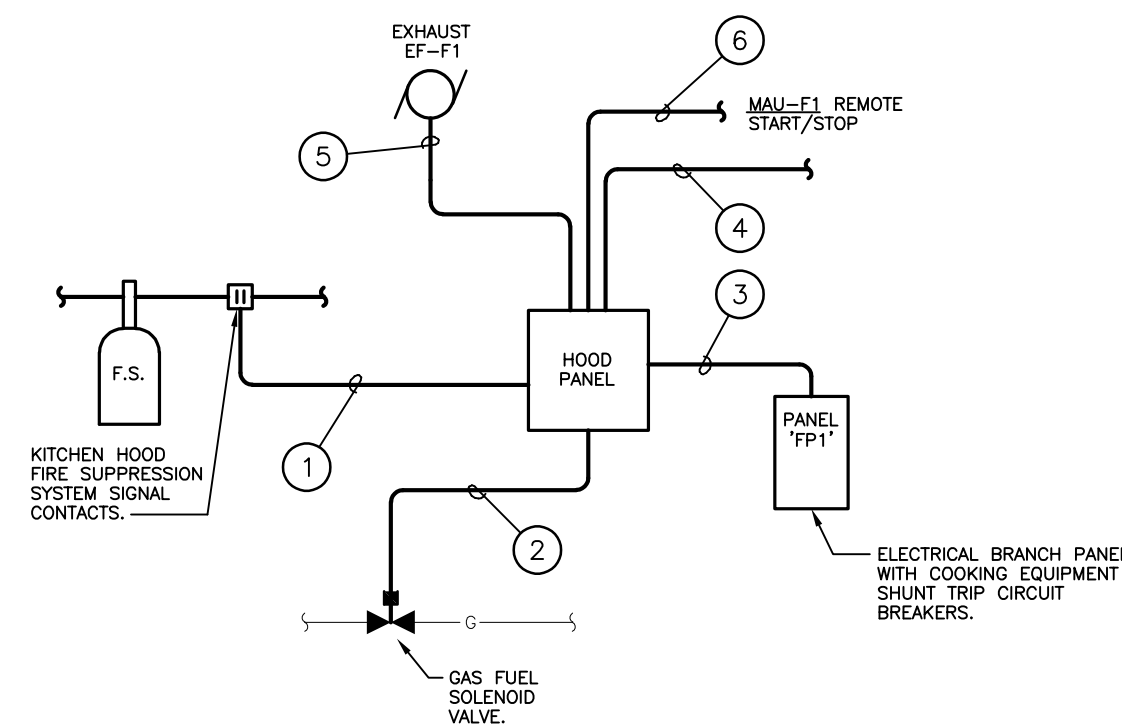 EXHAUST
EF-F1
6
MAU-F1 REMOTE
START/STOP
5
4
3
HOOD
PANEL
F.S.
PANEL
'FP1'
KITCHEN HOOD
FIRE SUPPRESSION
SYSTEM SIGNAL
CONTACTS.
1
2
ELECTRICAL BRANCH PANEL
WITH COOKING EQUIPMENT
SHUNT TRIP CIRCUIT
BREAKERS.
G
GAS FUEL
SOLENOID
VALVE.